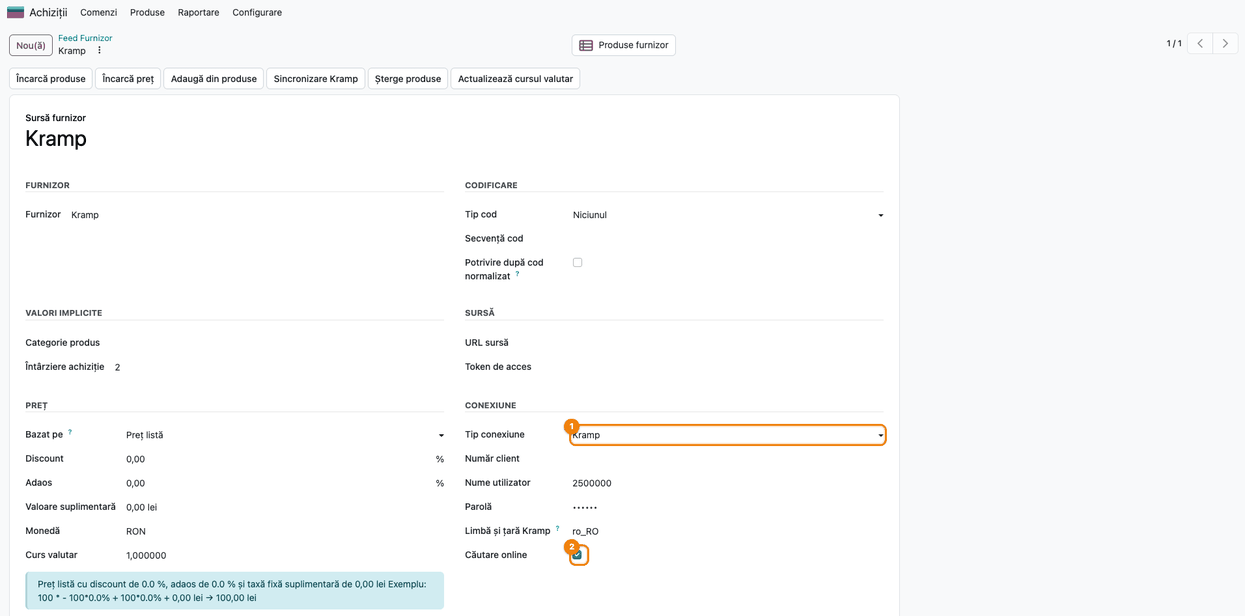 Achiziții Comenzi Produse Raportare Configurare
Nou(ă) Feed Furnizor
Kramp
Produse furnizor
1 / 1
Încarcă produse Încarcă preț Adaugă din produse Sincronizare Kramp Șterge produse Actualizează cursul valutar
Sursă furnizor
Kramp
FURNIZOR
Furnizor Kramp
CODIFICARE
Tip cod Niciunul
Secvență cod
Potrivire după cod
normalizat ?
VALORI IMPLICITE
Categorie produs
Întârziere achiziție 2
SURSĂ
URL sursă
Token de acces
PREȚ
Bazat pe ? Preț listă
Discount 0,00 %
Adaos 0,00 %
Valoare suplimentară 0,00 lei
Monedă RON
Curs valutar 1,000000
Preț listă cu discount de 0.0 %, adaos de 0.0 % și taxă fixă suplimentară de 0,00 lei Exemplu:
100 * - 100*0.0% + 100*0.0% + 0,00 lei → 100,00 lei
CONEXIUNE
1
Tip conexiune Kramp
Număr client
Nume utilizator 2500000
Parolă ••••••
Limbă și țară Kramp ? ro_RO
2
Căutare online